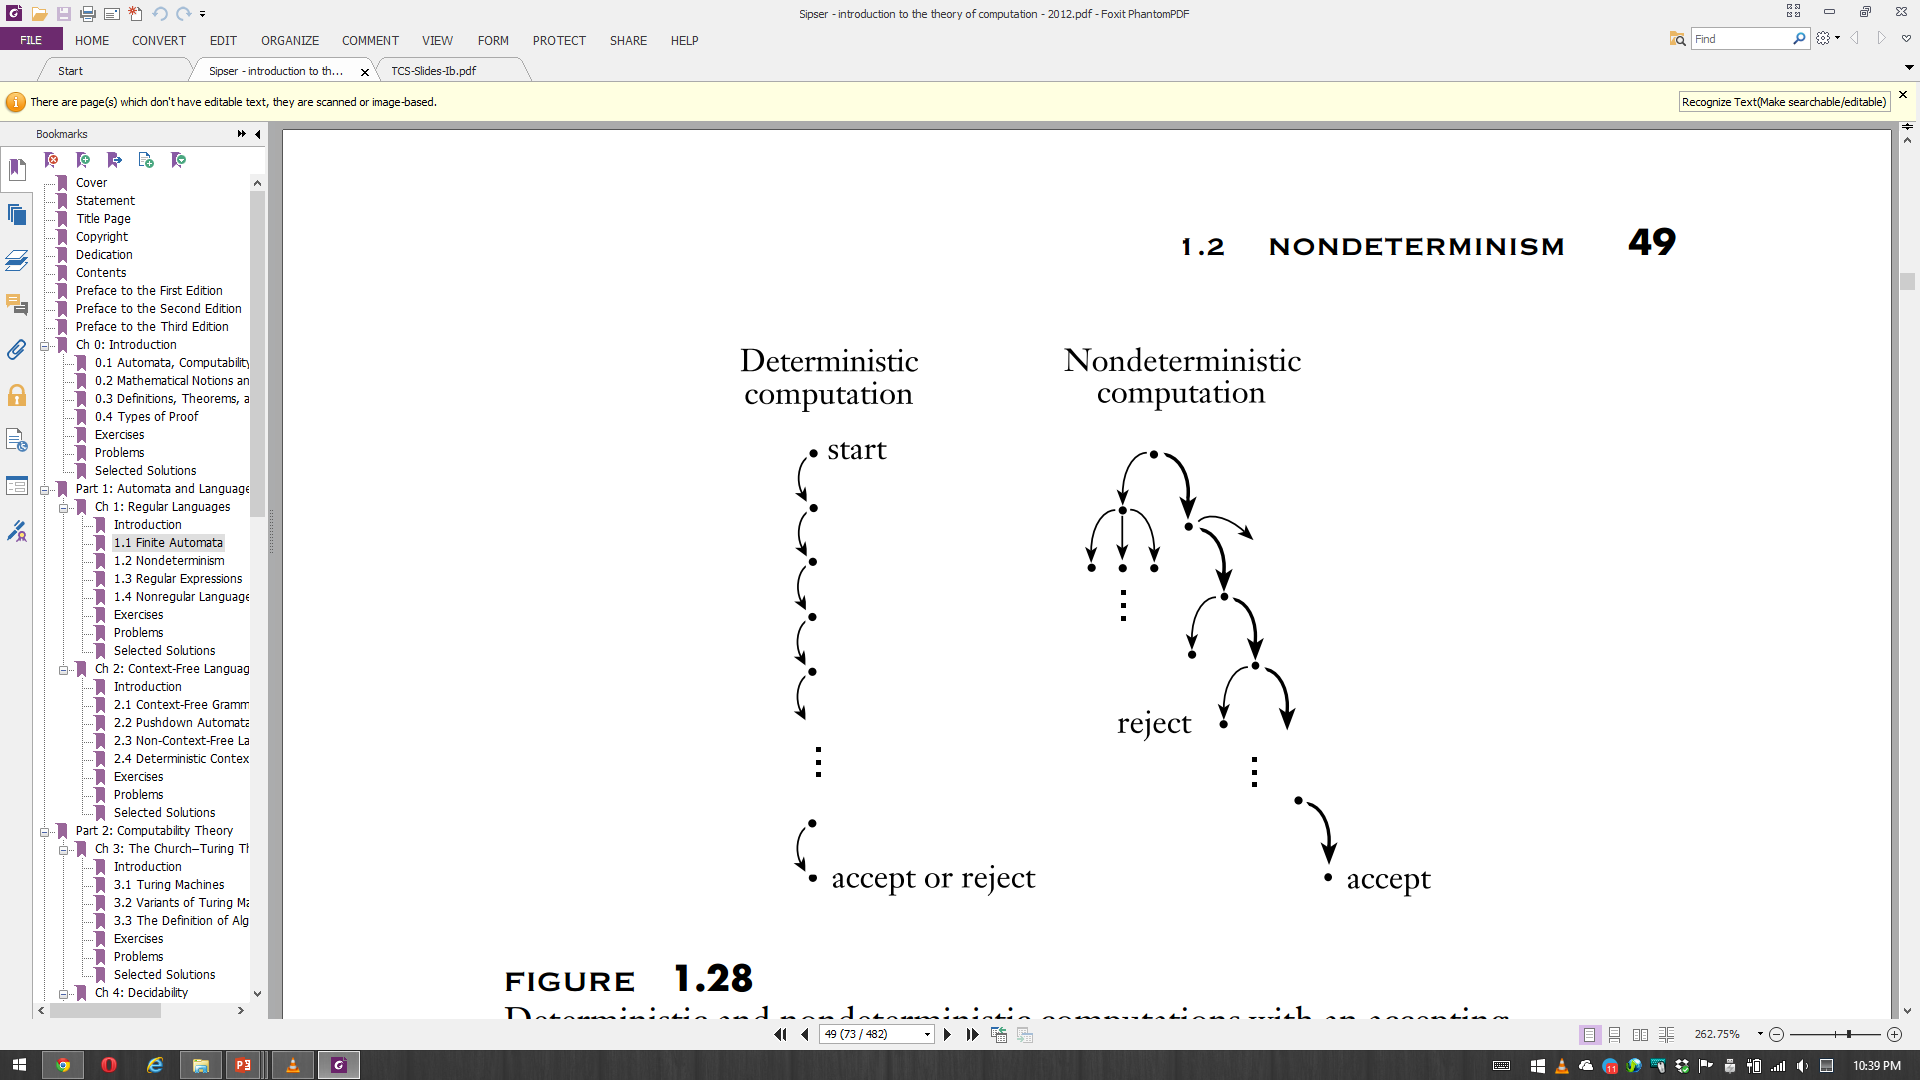 Sipser - introduction to the theory of computation - 2012.pdf - Foxit PhantomPDF
FILE HOME CONVERT EDIT ORGANIZE COMMENT VIEW FORM PROTECT SHARE HELP
Find
Start
Sipser - introduction to th...
TCS-Slides-Ib.pdf
There are page(s) which don't have editable text, they are scanned or image-based.
Recognize Text(Make searchable/editable)
Bookmarks
Cover
Statement
Title Page
Copyright
Dedication
Contents
Preface to the First Edition
Preface to the Second Edition
Preface to the Third Edition
Ch 0: Introduction
0.1 Automata, Computability
0.2 Mathematical Notions an
0.3 Definitions, Theorems, a
0.4 Types of Proof
Exercises
Problems
Selected Solutions
Part 1: Automata and Language
Ch 1: Regular Languages
Introduction
1.1 Finite Automata
1.2 Nondeterminism
1.3 Regular Expressions
1.4 Nonregular Language
Exercises
Problems
Selected Solutions
Ch 2: Context-Free Languag
Introduction
2.1 Context-Free Gramm
2.2 Pushdown Automata
2.3 Non-Context-Free La
2.4 Deterministic Contex
Exercises
Problems
Selected Solutions
Part 2: Computability Theory
Ch 3: The Church–Turing Th
Introduction
3.1 Turing Machines
3.2 Variants of Turing Ma
3.3 The Definition of Alg
Exercises
Problems
Selected Solutions
Ch 4: Decidability
1.2 NONDETERMINISM 49
Deterministic
computation
Nondeterministic
computation
start
reject
accept or reject
accept
FIGURE 1.28
Deterministic and nondeterministic computations with an accepting
49 (73 / 482)
262.75%
11
10:39 PM